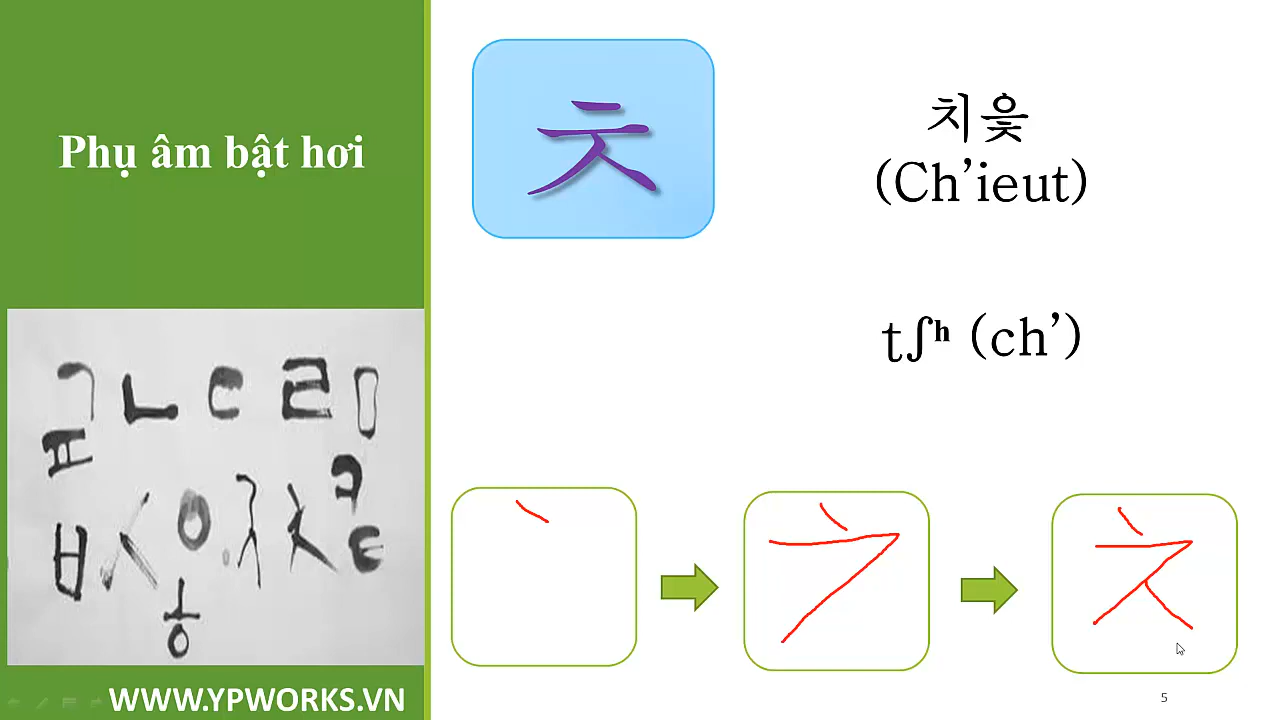 Phụ âm bật hơi
ㄱ ㄴ ㄷ ㄹ ㅁ
ㅍ
ㅂ ㅅ ㅇ ㅈ ㅊ ㅋ
ㅌ
ㅎ
WWW.YPWORKS.VN
ㅊ
치읓
(Ch’ieut)
tʃʰ (ch’)
ㅊ
5